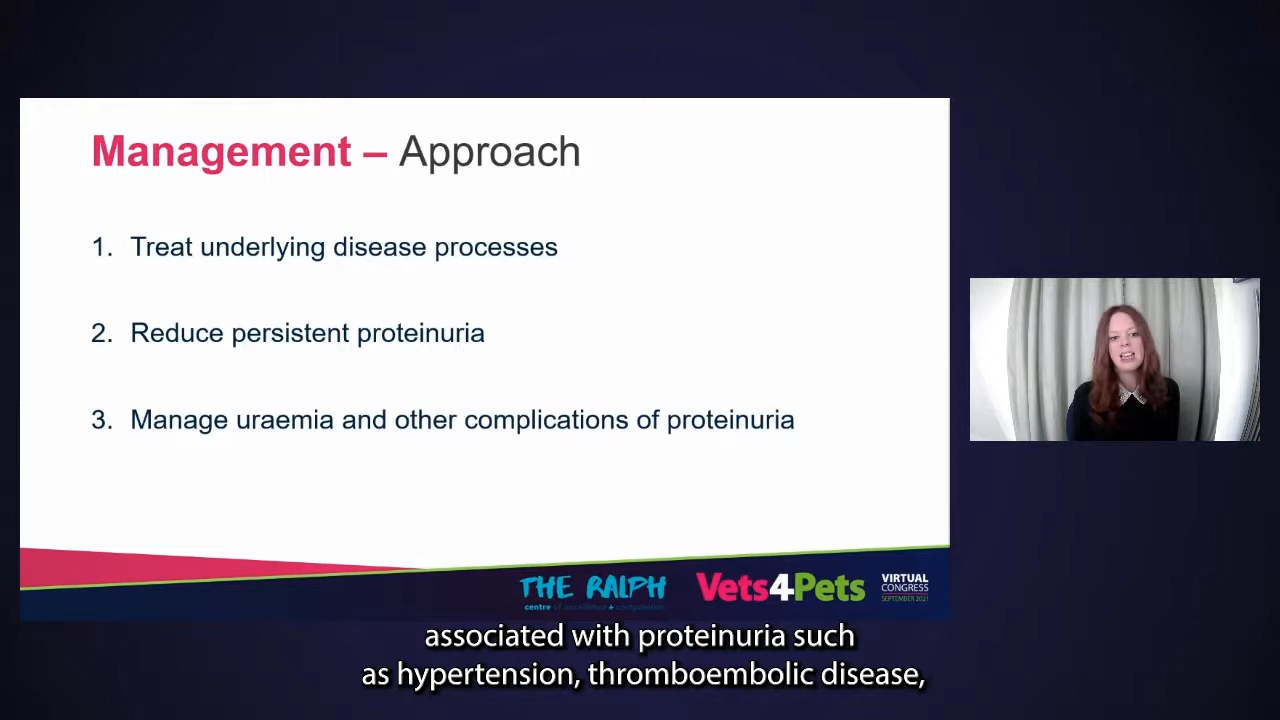 Management – Approach
1. Treat underlying disease processes
2. Reduce persistent proteinuria
3. Manage uraemia and other complications of proteinuria
THE RALPH
centre of excellence + compassion
Vets4Pets
VIRTUAL
CONGRESS
SEPTEMBER 2021
associated with proteinuria such
as hypertension, thromboembolic disease,